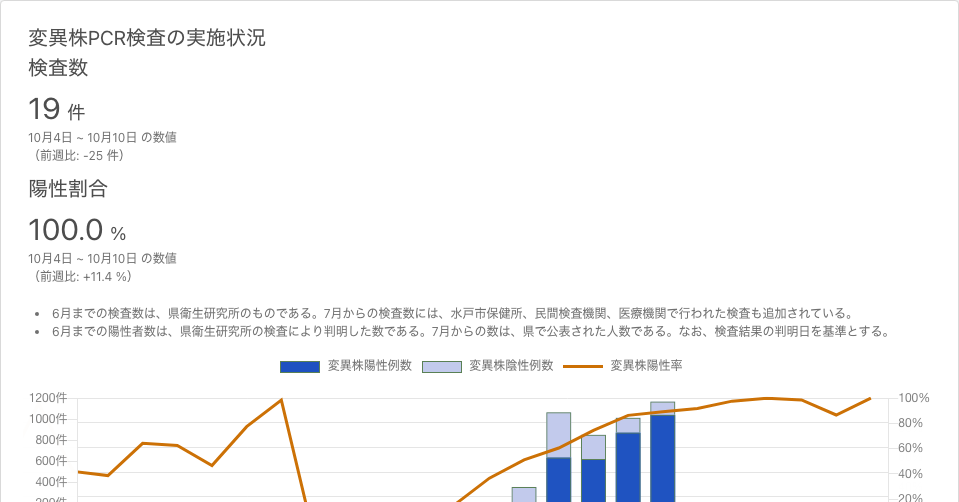 変異株PCR検査の実施状況
検査数
19 件
10月4日 ~ 10月10日 の数値
（前週比: -25 件）
陽性割合
100.0 %
10月4日 ~ 10月10日 の数値
（前週比: +11.4 %）
• 6月までの検査数は、県衛生研究所のものである。7月からの検査数には、水戸市保健所、民間検査機関、医療機関で行われた検査も追加されている。
• 6月までの陽性者数は、県衛生研究所の検査により判明した数である。7月からの数は、県で公表された人数である。なお、検査結果の判明日を基準とする。
変異株陽性例数 変異株陰性例数 変異株陽性率
1200件 100%
1000件 80%
800件 60%
600件 40%
400件 20%
200件